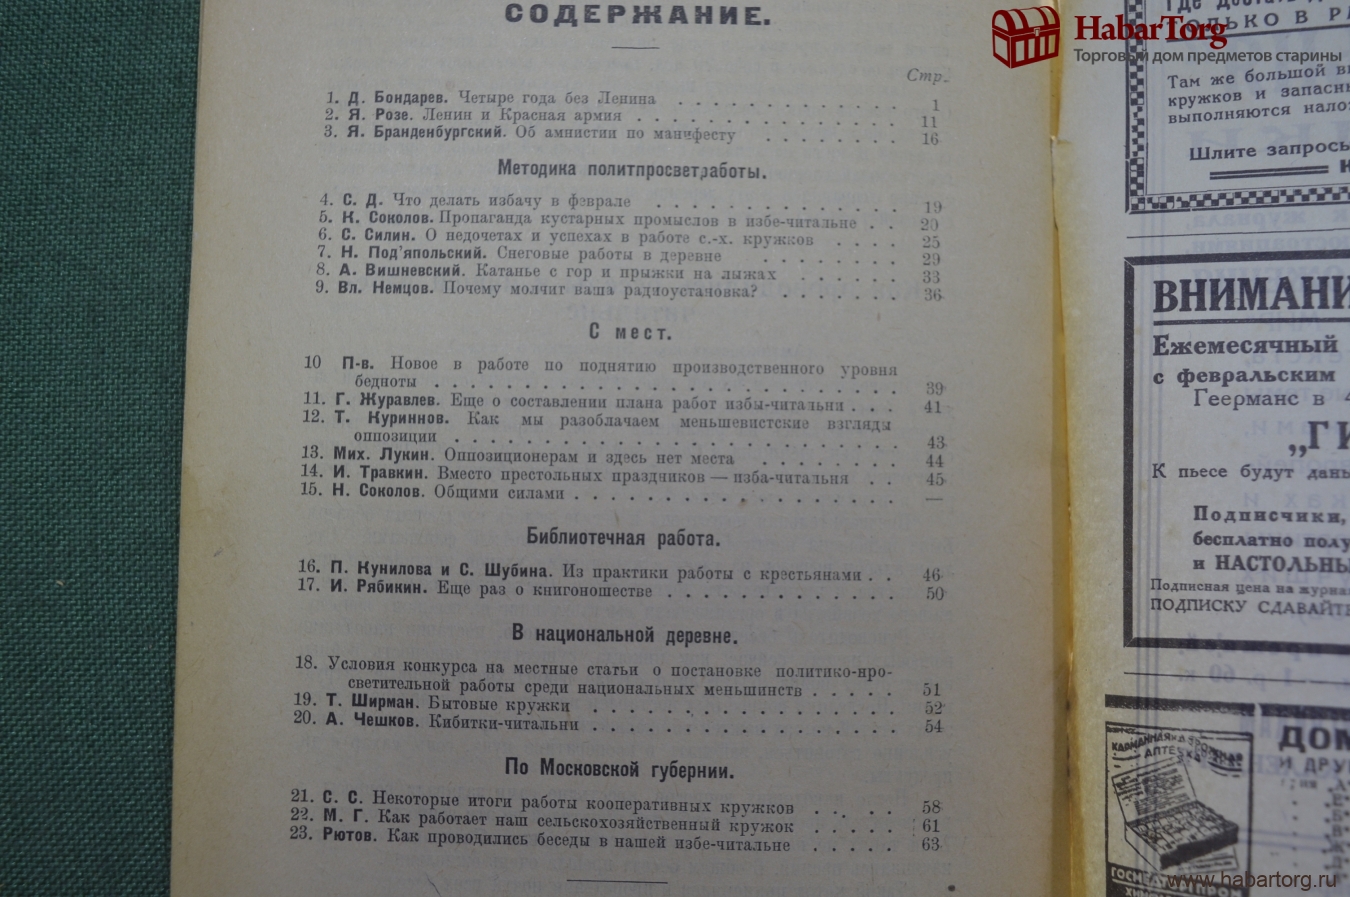 СОДЕРЖАНИЕ.
Стр.
1. Д. Бондарев. Четыре года без Ленина . . . . . . . . . . . . . 1
2. Я. Розе. Ленин и Красная армия . . . . . . . . . . . . . . 11
3. Я. Бранденбургский. Об амнистии по манифесту . . . . . . . . 16
Методика политпросветработы.
4. С. Д. Что делать избачу в феврале . . . . . . . . . . . . . . 19
5. К. Соколов. Пропаганда кустарных промыслов в избе-читальне . . 20
6. С. Силин. О недочетах и успехах в работе с.-х. кружков . . . . 25
7. Н. Под'япольский. Снеговые работы в деревне . . . . . . . . 29
8. А. Вишневский. Катанье с гор и прыжки на лыжах . . . . . . 33
9. Вл. Немцов. Почему молчит ваша радиоустановка? . . . . . . . 36
С мест.
10 П-в. Новое в работе по поднятию производственного уровня
бедноты . . . . . . . . . . . . . . . . . . . . . . . 39
11. Г. Журавлев. Еще о составлении плана работ избы-читальни . . . 41
12. Т. Куриннов. Как мы разоблачаем меньшевистские взгляды
оппозиции . . . . . . . . . . . . . . . . . . . . . . 43
13. Мих. Лукин. Оппозиционерам и здесь нет места . . . . . . . . 44
14. И. Травкин. Вместо престольных праздников — изба-читальня . . 45
15. Н. Соколов. Общими силами . . . . . . . . . . . . . . . . —
Библиотечная работа.
16. П. Кунилова и С. Шубина. Из практики работы с крестьянами . . 46
17. И. Рябикин. Еще раз о книгоношестве . . . . . . . . . . . . 50
В национальной деревне.
18. Условия конкурса на местные статьи о постановке политико-про-
светительной работы среди национальных меньшинств . . . . . 51
19. Т. Ширман. Бытовые кружки . . . . . . . . . . . . . . . . 52
20. А. Чешков. Кибитки-читальни . . . . . . . . . . . . . . . . 54
По Московской губернии.
21. С. С. Некоторые итоги работы кооперативных кружков . . . . . 58
22. М. Г. Как работает наш сельскохозяйственный кружок . . . . . 61
23. Рютов. Как проводились беседы в нашей избе-читальне . . . . . 63
HabarTorg
Торговый дом предметов старины
ТОЛЬКО В
Там же большой
кружков и
выполняются
Шлите запросы
ВНИМАНИ
Ежемесячный
с февральским
Геерманс в
„ГИ
К пьесе будут
Подписчики,
бесплатно
и НАСТОЛЬНЫ
Подписная цена на
ПОДПИСКУ СДАВАЙТЕ
КАРМАННАЯ
АПТЕЧКА
ДОМ
www.habartorg.ru